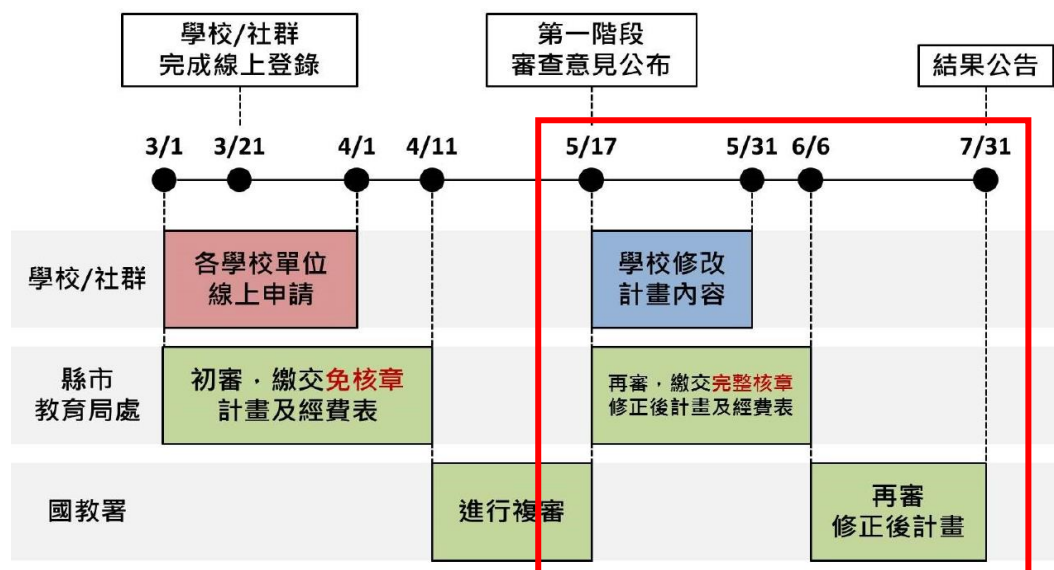 學校/社群
完成線上登錄
第一階段
審查意見公布
結果公告
3/1 3/21 4/1 4/11 5/17 5/31 6/6 7/31
學校/社群
各學校單位
線上申請
學校修改
計畫內容
縣市
教育局處
初審，繳交免核章
計畫及經費表
再審，繳交完整核章
修正後計畫及經費表
國教署
進行複審
再審
修正後計畫